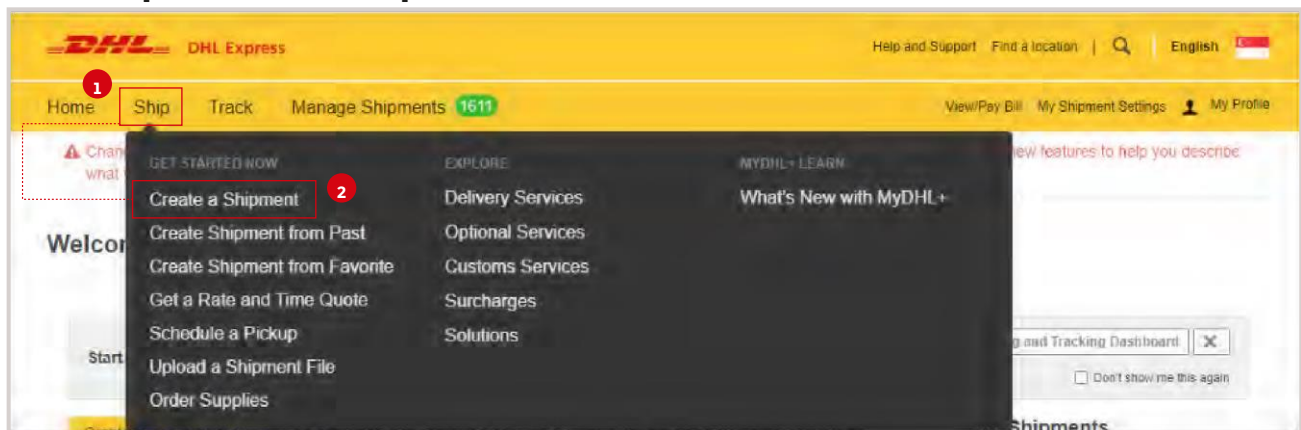 DHL DHL Express Help and Support Find a location | English
1
Home Ship Track Manage Shipments 1611 View/Pay Bill My Shipment Settings My Profile
Chan new features to help you describe
what
GET STARTED NOW EXPLORE MYDHL+ LEARN
Create a Shipment 2 Delivery Services What's New with MyDHL+
Create Shipment from Past Optional Services
Welcor
Create Shipment from Favorite Customs Services
Get a Rate and Time Quote Surcharges
Schedule a Pickup Solutions
Start g and Tracking Dashboard X
Upload a Shipment File
Don't show me this again
Order Supplies
Shipments